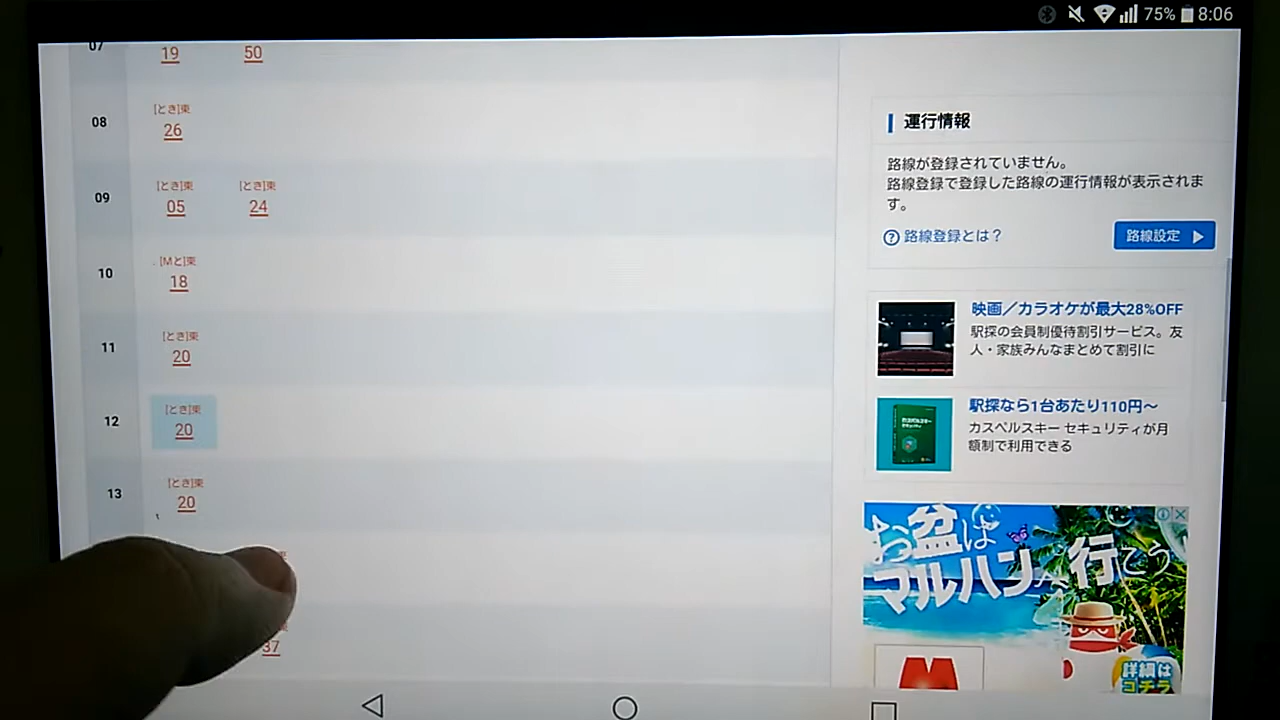 75% 8:06
07 19 50
[とき]東
08 26
[とき]東 [とき]東
09 05 24
[Mと]東
10 18
[とき]東
11 20
[とき]東
12 20
[とき]東
13 20
37
運行情報
路線が登録されていません。
路線登録で登録した路線の運行情報が表示されま
す。
? 路線登録とは？ 路線設定
映画／カラオケが最大28%OFF
駅探の会員制優待割引サービス。友
人・家族みんなまとめて割引に
駅探なら1台あたり110円～
カスペルスキー セキュリティが月
額制で利用できる
お盆は
マルハンへ行こう
詳細は
コチラ